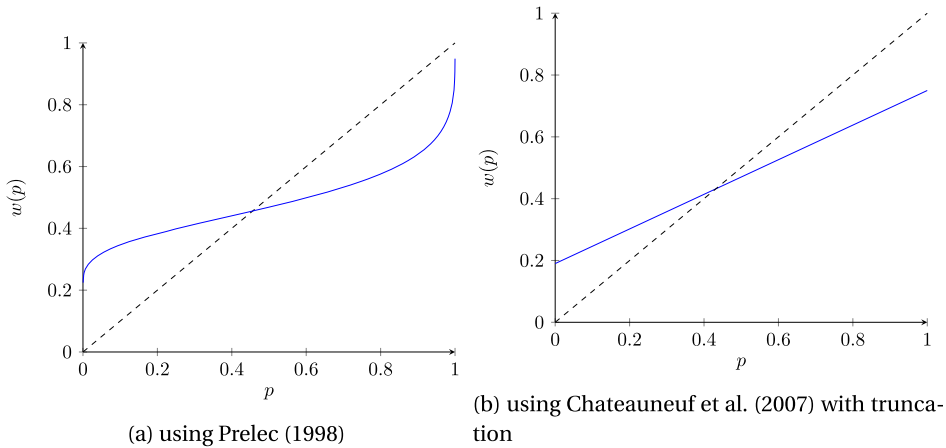 1
0.8
0.6
0.4
0.2
0
w(p)
0 0.2 0.4 0.6 0.8 1
p
(a) using Prelec (1998)
1
0.8
0.6
0.4
0.2
0
w(p)
0 0.2 0.4 0.6 0.8 1
p
(b) using Chateauneuf et al. (2007) with trunca-
tion